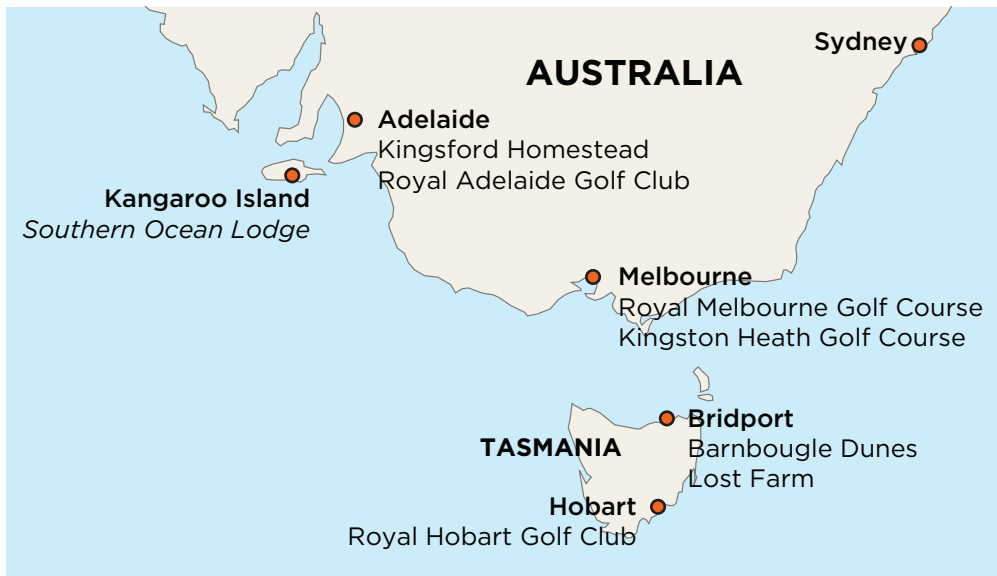 Sydney
AUSTRALIA
Adelaide
Kingsford Homestead
Royal Adelaide Golf Club
Kangaroo Island
Southern Ocean Lodge
Melbourne
Royal Melbourne Golf Course
Kingston Heath Golf Course
Bridport
Barnbougle Dunes
Lost Farm
TASMANIA
Hobart
Royal Hobart Golf Club